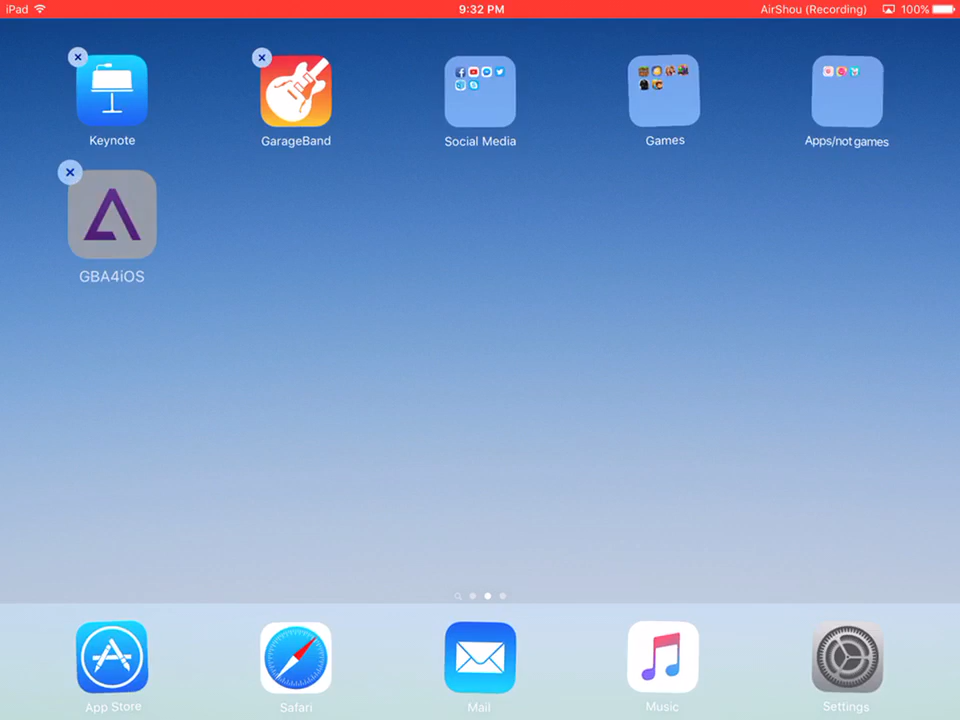 iPad 9:32 PM AirShou (Recording) 100%
Keynote GarageBand Social Media Games Apps/not games
GBA4iOS
App Store Safari Mail Music Settings